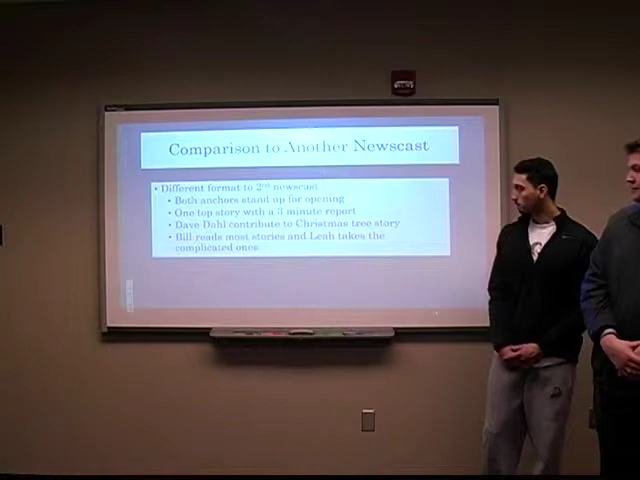 Comparison to Another Newscast
• Different format to 2nd newscast
• Both anchors stand up for opening
• One top story with a 3 minute report
• Dave Dahl contribute to Christmas tree story
• Bill reads most stories and Leah takes the
complicated ones